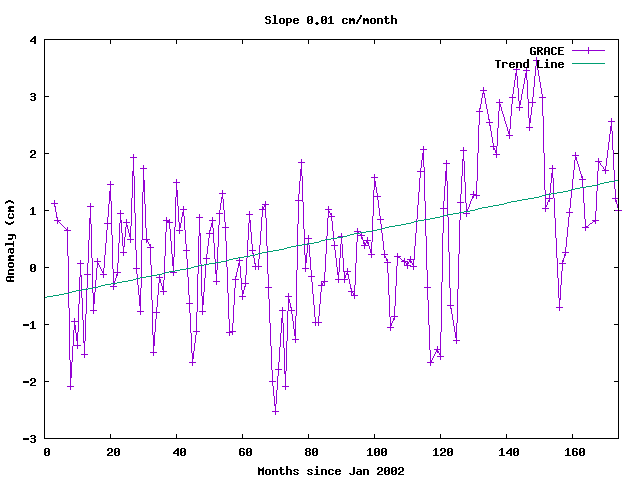 Slope 0.01 cm/month
GRACE
Trend Line
4
3
2
1
0
-1
-2
-3
Anomaly (cm)
0 20 40 60 80 100 120 140 160
Months since Jan 2002